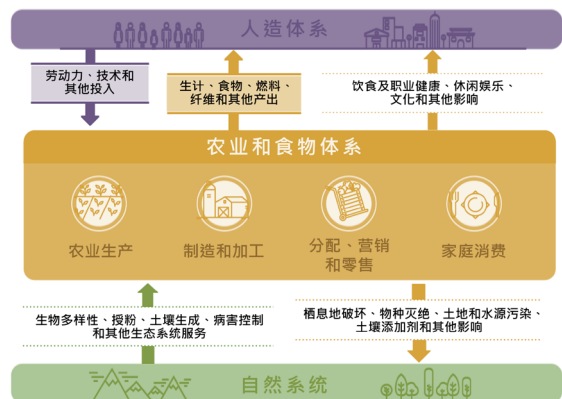 人造体系
劳动力、技术和
其他投入
生计、食物、燃料、
纤维和其他产出
饮食及职业健康、休闲娱乐、
文化和其他影响
农业和食物体系
农业生产
制造和加工
分配、营销
和零售
家庭消费
生物多样性、授粉、土壤生成、病害控制
和其他生态系统服务
栖息地破坏、物种灭绝、土地和水源污染、
土壤添加剂和其他影响
自然系统